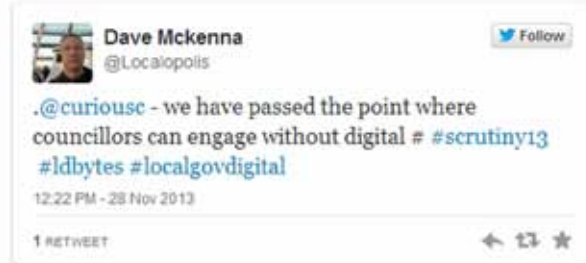 Dave Mckenna
Follow
@Localopolis
.@curiousc - we have passed the point where
councillors can engage without digital # #scrutiny13
#ldbytes #localgovdigital
12:22 PM - 28 Nov 2013
1 RETWEET